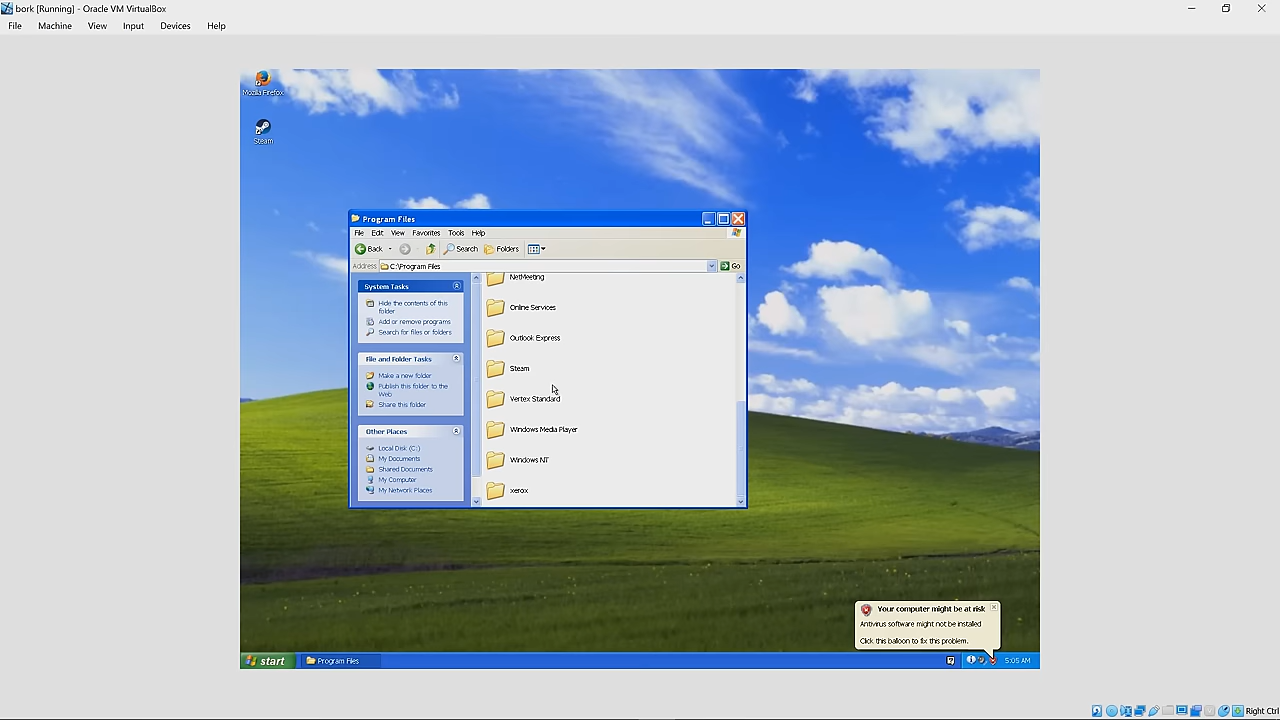 bork [Running] - Oracle VM VirtualBox
File Machine View Input Devices Help
Mozilla Firefox
Steam
Program Files
File Edit View Favorites Tools Help
Back Search Folders
Address C:\Program Files Go
System Tasks
Hide the contents of this
folder
Add or remove programs
Search for files or folders
File and Folder Tasks
Make a new folder
Publish this folder to the
Web
Share this folder
Other Places
Local Disk (C:)
My Documents
Shared Documents
My Computer
My Network Places
NetMeeting
Online Services
Outlook Express
Steam
Vertex Standard
Windows Media Player
Windows NT
xerox
Your computer might be at risk
Antivirus software might not be installed
Click this balloon to fix this problem.
start Program Files 5:05 AM
Right Ctrl